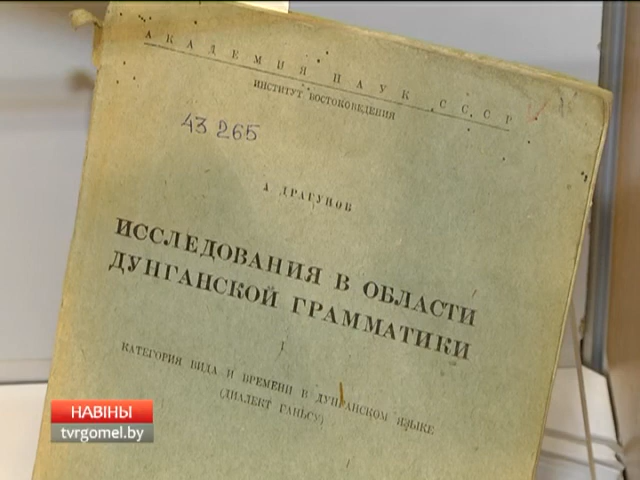 АКАДЕМИЯ НАУК СССР
ИНСТИТУТ ВОСТОКОВЕДЕНИЯ
43 265
А ДРАГУНОВ
ИССЛЕДОВАНИЯ В ОБЛАСТИ
ДУНГАНСКОЙ ГРАММАТИКИ
I
КАТЕГОРИЯ ВИДА И ВРЕМЕНИ В ДУНГАНСКОМ ЯЗЫКЕ
(ДИАЛЕКТ ГАНЬСУ)
НАВІНЫ
tvrgomel.by